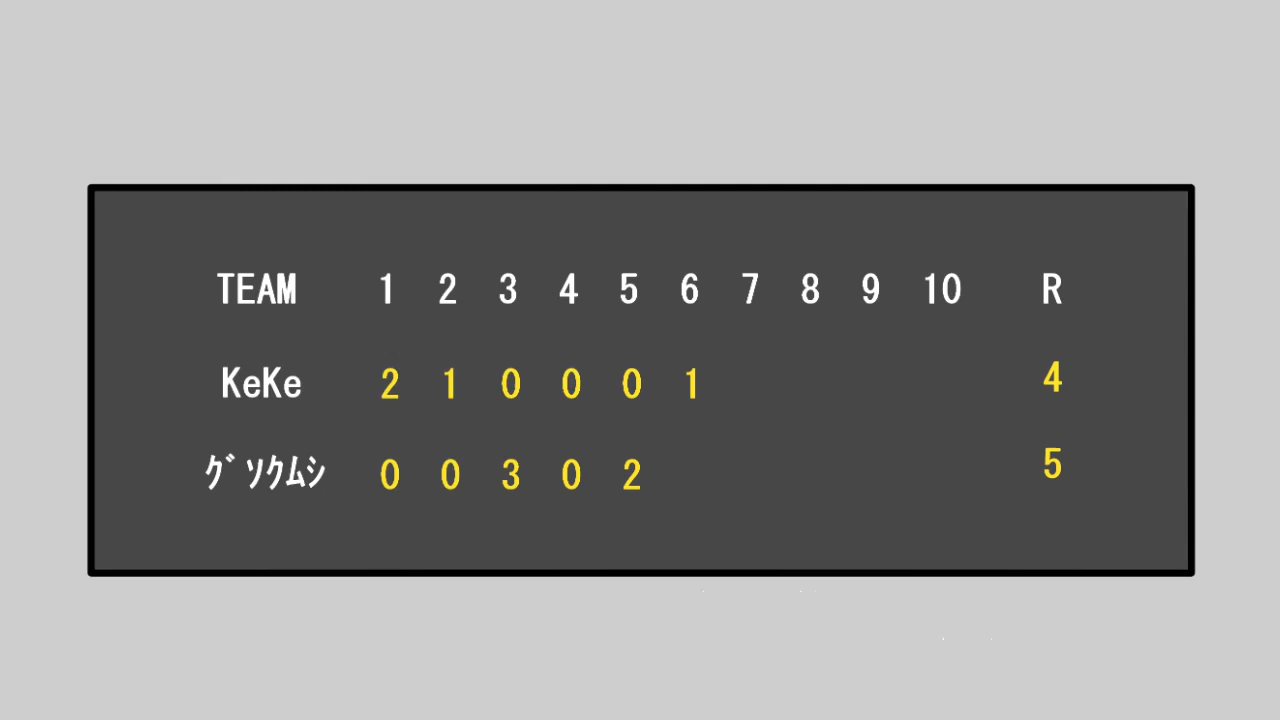 TEAM 1 2 3 4 5 6 7 8 9 10 R
KeKe 2 1 0 0 0 1 4
ｸﾞｿｸﾑｼ 0 0 3 0 2 5